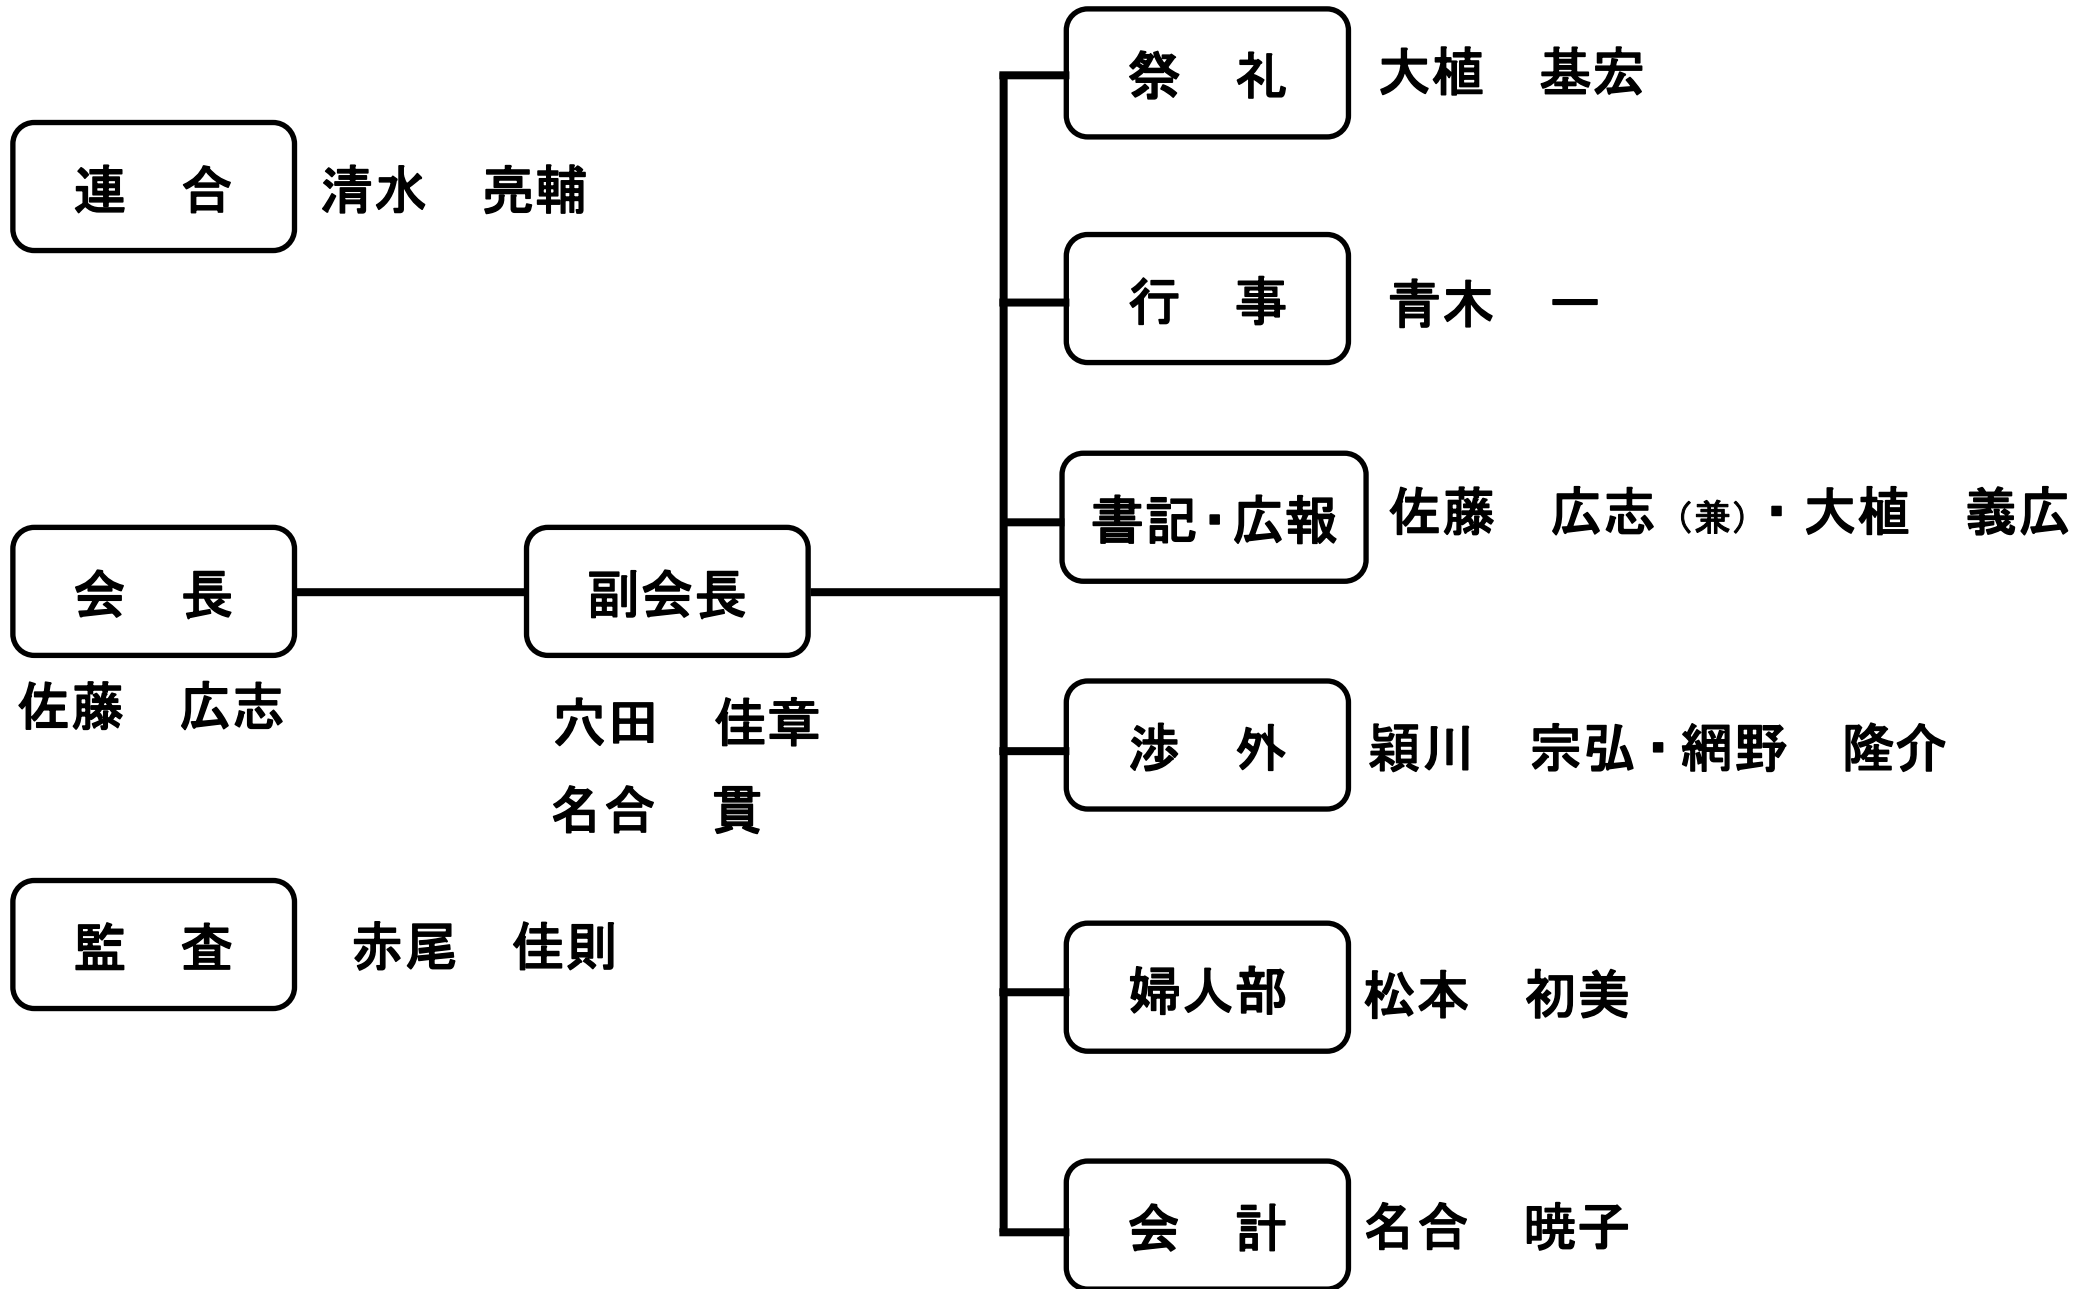 祭　礼　大植　基宏
連　合　清水　亮輔
行　事　青木　一
書記・広報　佐藤　広志（兼）・大植　義広
会　長
副会長
佐藤　広志
穴田　佳章
名合　貫
渉　外　穎川　宗弘・網野　隆介
監　査　赤尾　佳則
婦人部　松本　初美
会　計　名合　暁子